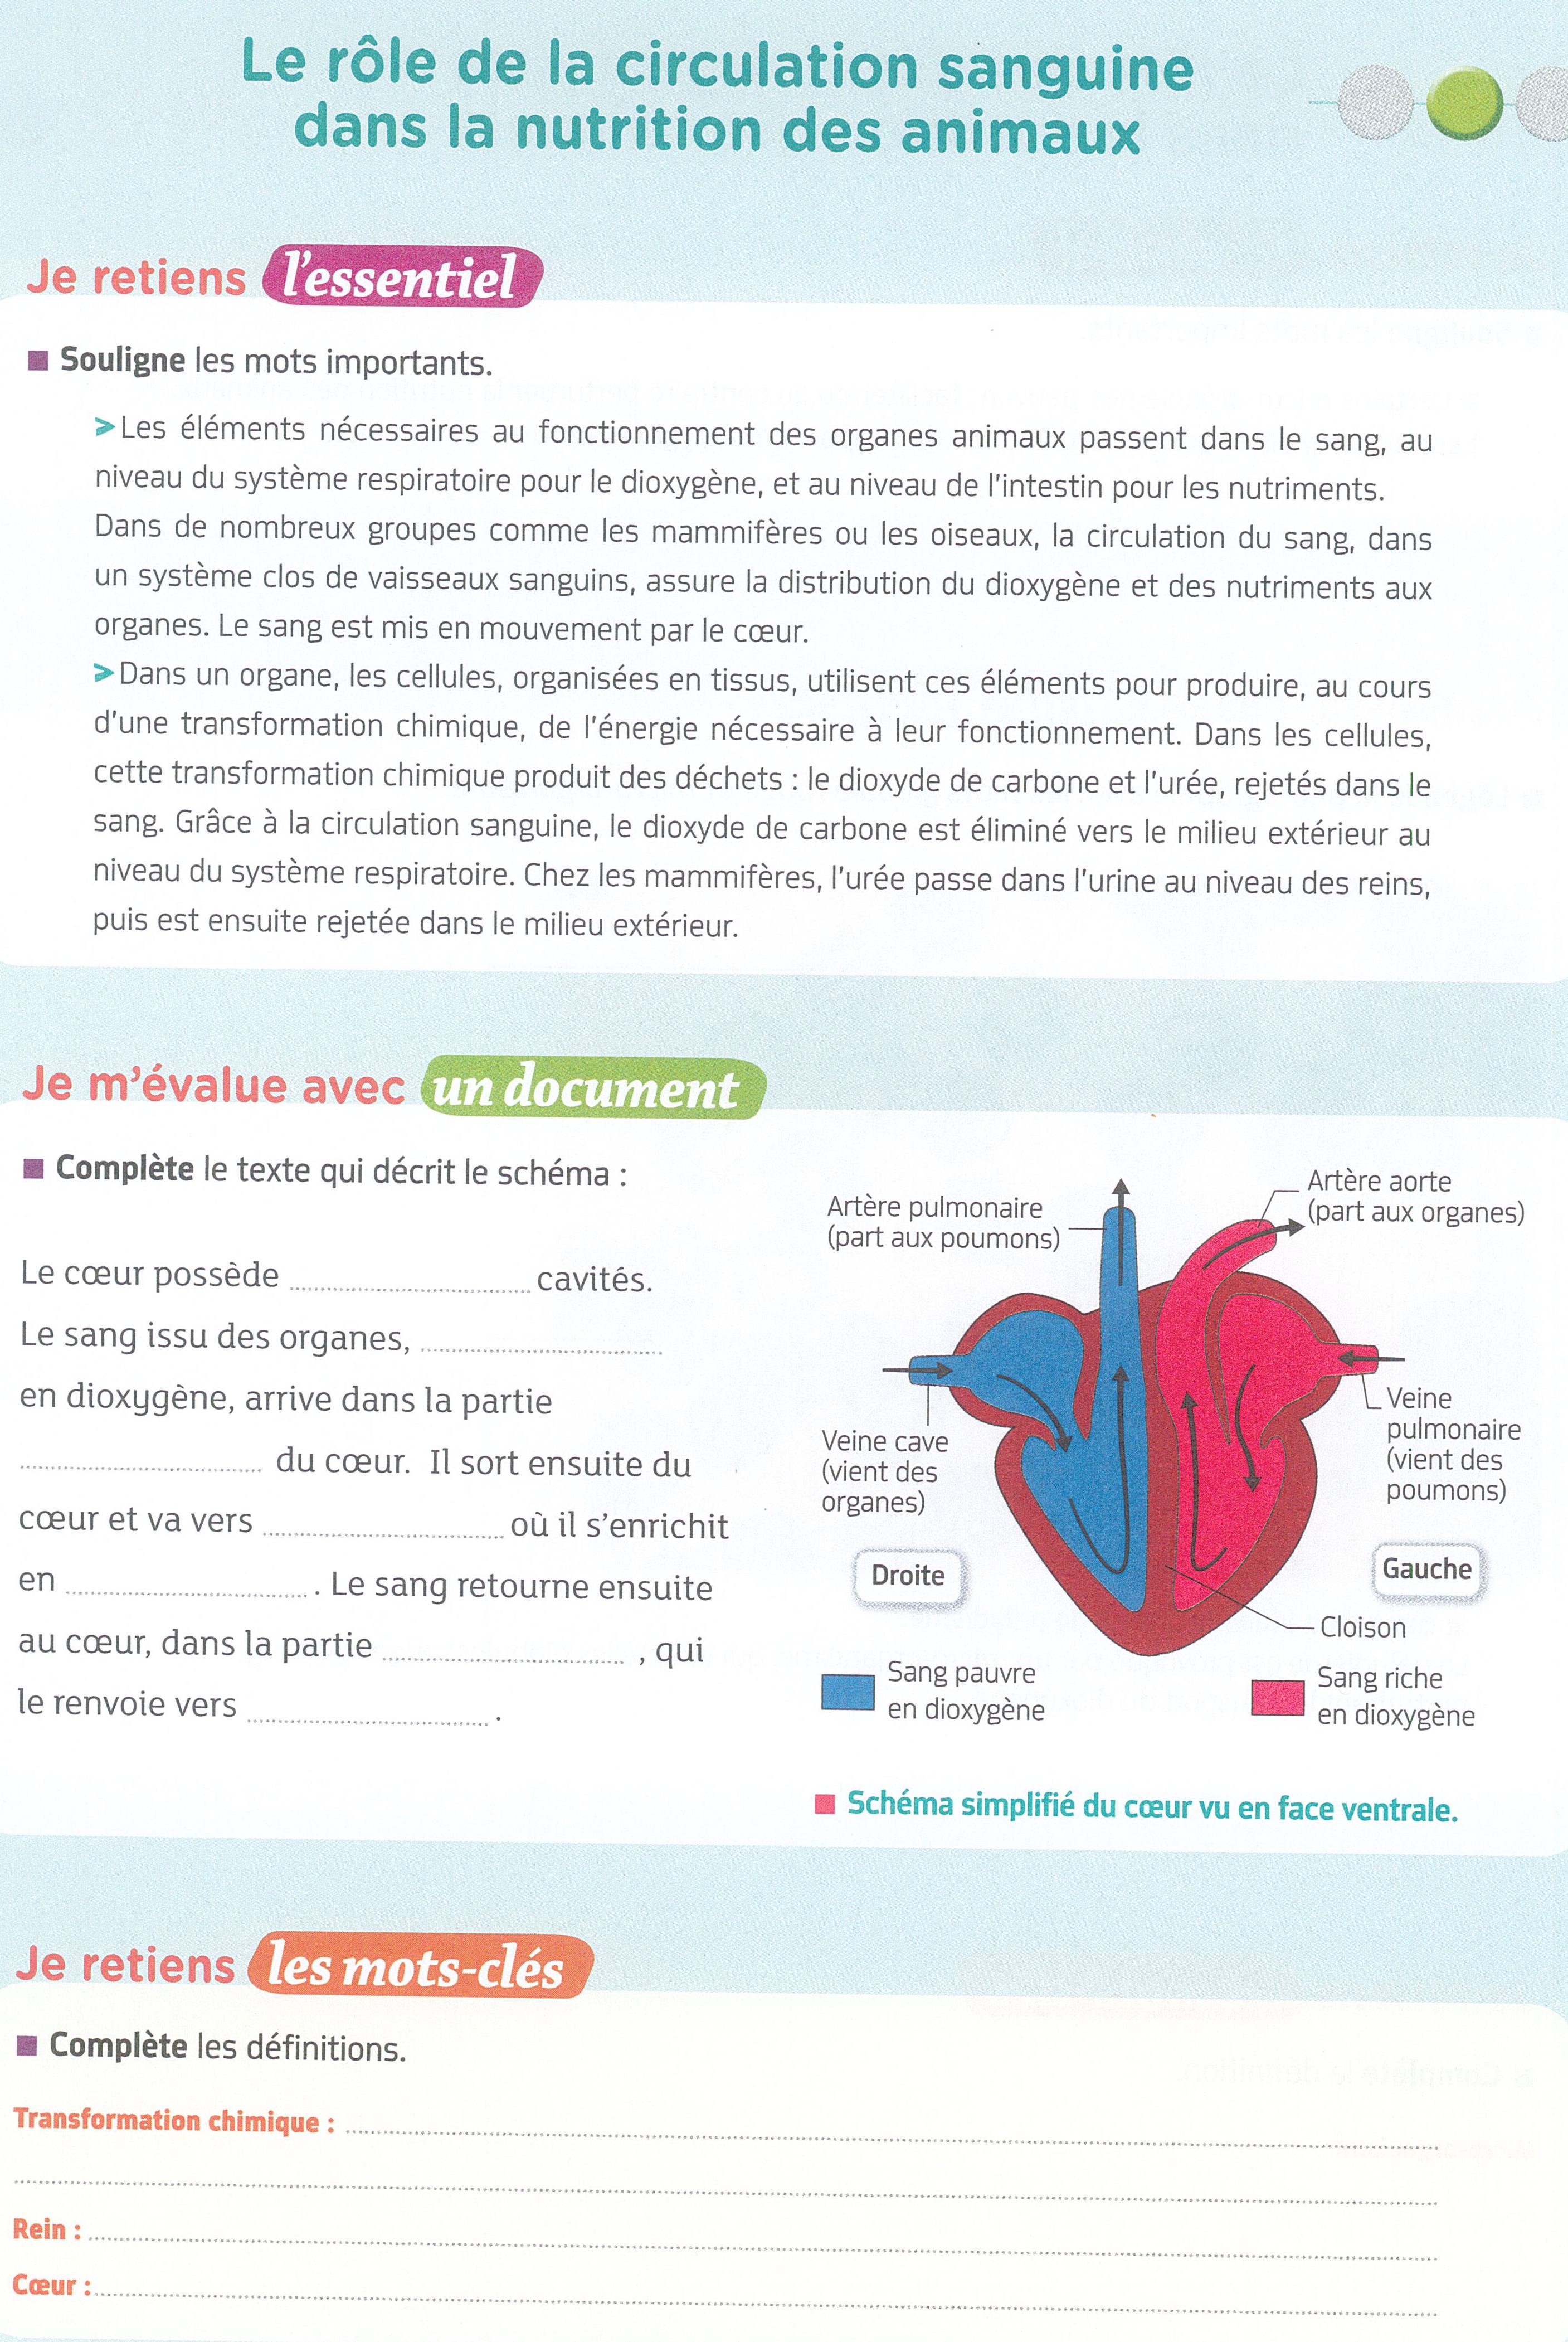 Le rôle de la circulation sanguine
dans la nutrition des animaux
Je retiens l'essentiel
■ Souligne les mots importants.
> Les éléments nécessaires au fonctionnement des organes animaux passent dans le sang, au
niveau du système respiratoire pour le dioxygène, et au niveau de l'intestin pour les nutriments.
Dans de nombreux groupes comme les mammifères ou les oiseaux, la circulation du sang, dans
un système clos de vaisseaux sanguins, assure la distribution du dioxygène et des nutriments aux
organes. Le sang est mis en mouvement par le cœur.
> Dans un organe, les cellules, organisées en tissus, utilisent ces éléments pour produire, au cours
d'une transformation chimique, de l'énergie nécessaire à leur fonctionnement. Dans les cellules,
cette transformation chimique produit des déchets : le dioxyde de carbone et l'urée, rejetés dans le
sang. Grâce à la circulation sanguine, le dioxyde de carbone est éliminé vers le milieu extérieur au
niveau du système respiratoire. Chez les mammifères, l'urée passe dans l'urine au niveau des reins,
puis est ensuite rejetée dans le milieu extérieur.
Je m'évalue avec un document
■ Complète le texte qui décrit le schéma :
Le cœur possède .............................. cavités.
Le sang issu des organes, ..............................
en dioxygène, arrive dans la partie
.............................. du cœur. Il sort ensuite du
cœur et va vers .............................. où il s'enrichit
en .............................. . Le sang retourne ensuite
au cœur, dans la partie .............................. , qui
le renvoie vers .............................. .
Artère pulmonaire
(part aux poumons)
Artère aorte
(part aux organes)
Veine cave
(vient des
organes)
Veine
pulmonaire
(vient des
poumons)
Droite
Gauche
Cloison
Sang pauvre
en dioxygène
Sang riche
en dioxygène
■ Schéma simplifié du cœur vu en face ventrale.
Je retiens les mots-clés
■ Complète les définitions.
Transformation chimique : ..............................
Rein : ..............................
Cœur : ..............................